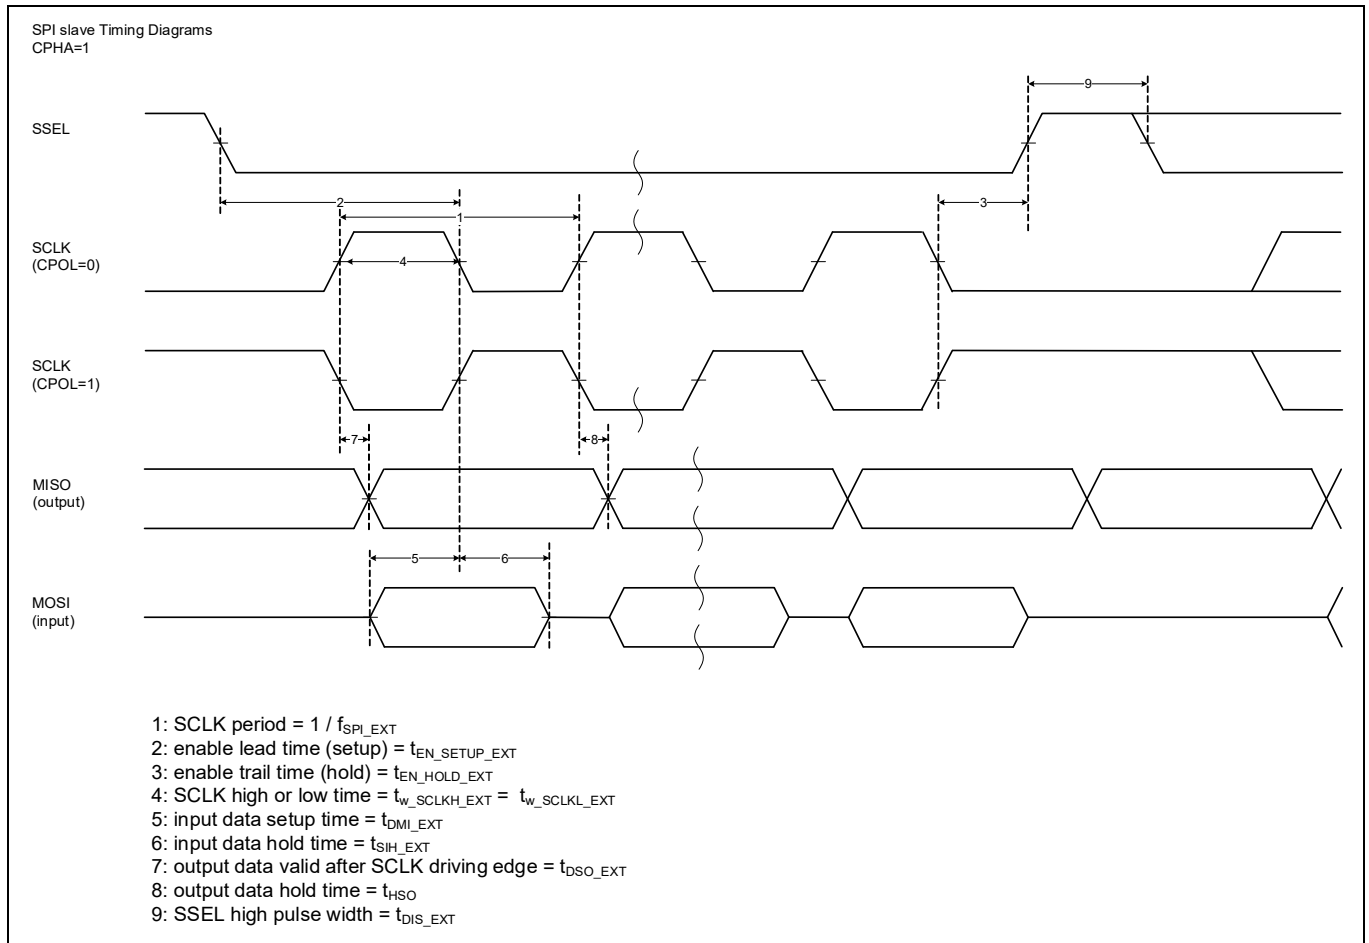 SPI slave Timing Diagrams
CPHA=1
9
SSEL
2
3
1
SCLK
(CPOL=0)
4
SCLK
(CPOL=1)
7
8
MISO
(output)
5
6
MOSI
(input)
1: SCLK period = 1 / fSPI_EXT
2: enable lead time (setup) = tEN_SETUP_EXT
3: enable trail time (hold) = tEN_HOLD_EXT
4: SCLK high or low time = tw_SCLKH_EXT = tw_SCLKL_EXT
5: input data setup time = tDMI_EXT
6: input data hold time = tSIH_EXT
7: output data valid after SCLK driving edge = tDSO_EXT
8: output data hold time = tHSO
9: SSEL high pulse width = tDIS_EXT